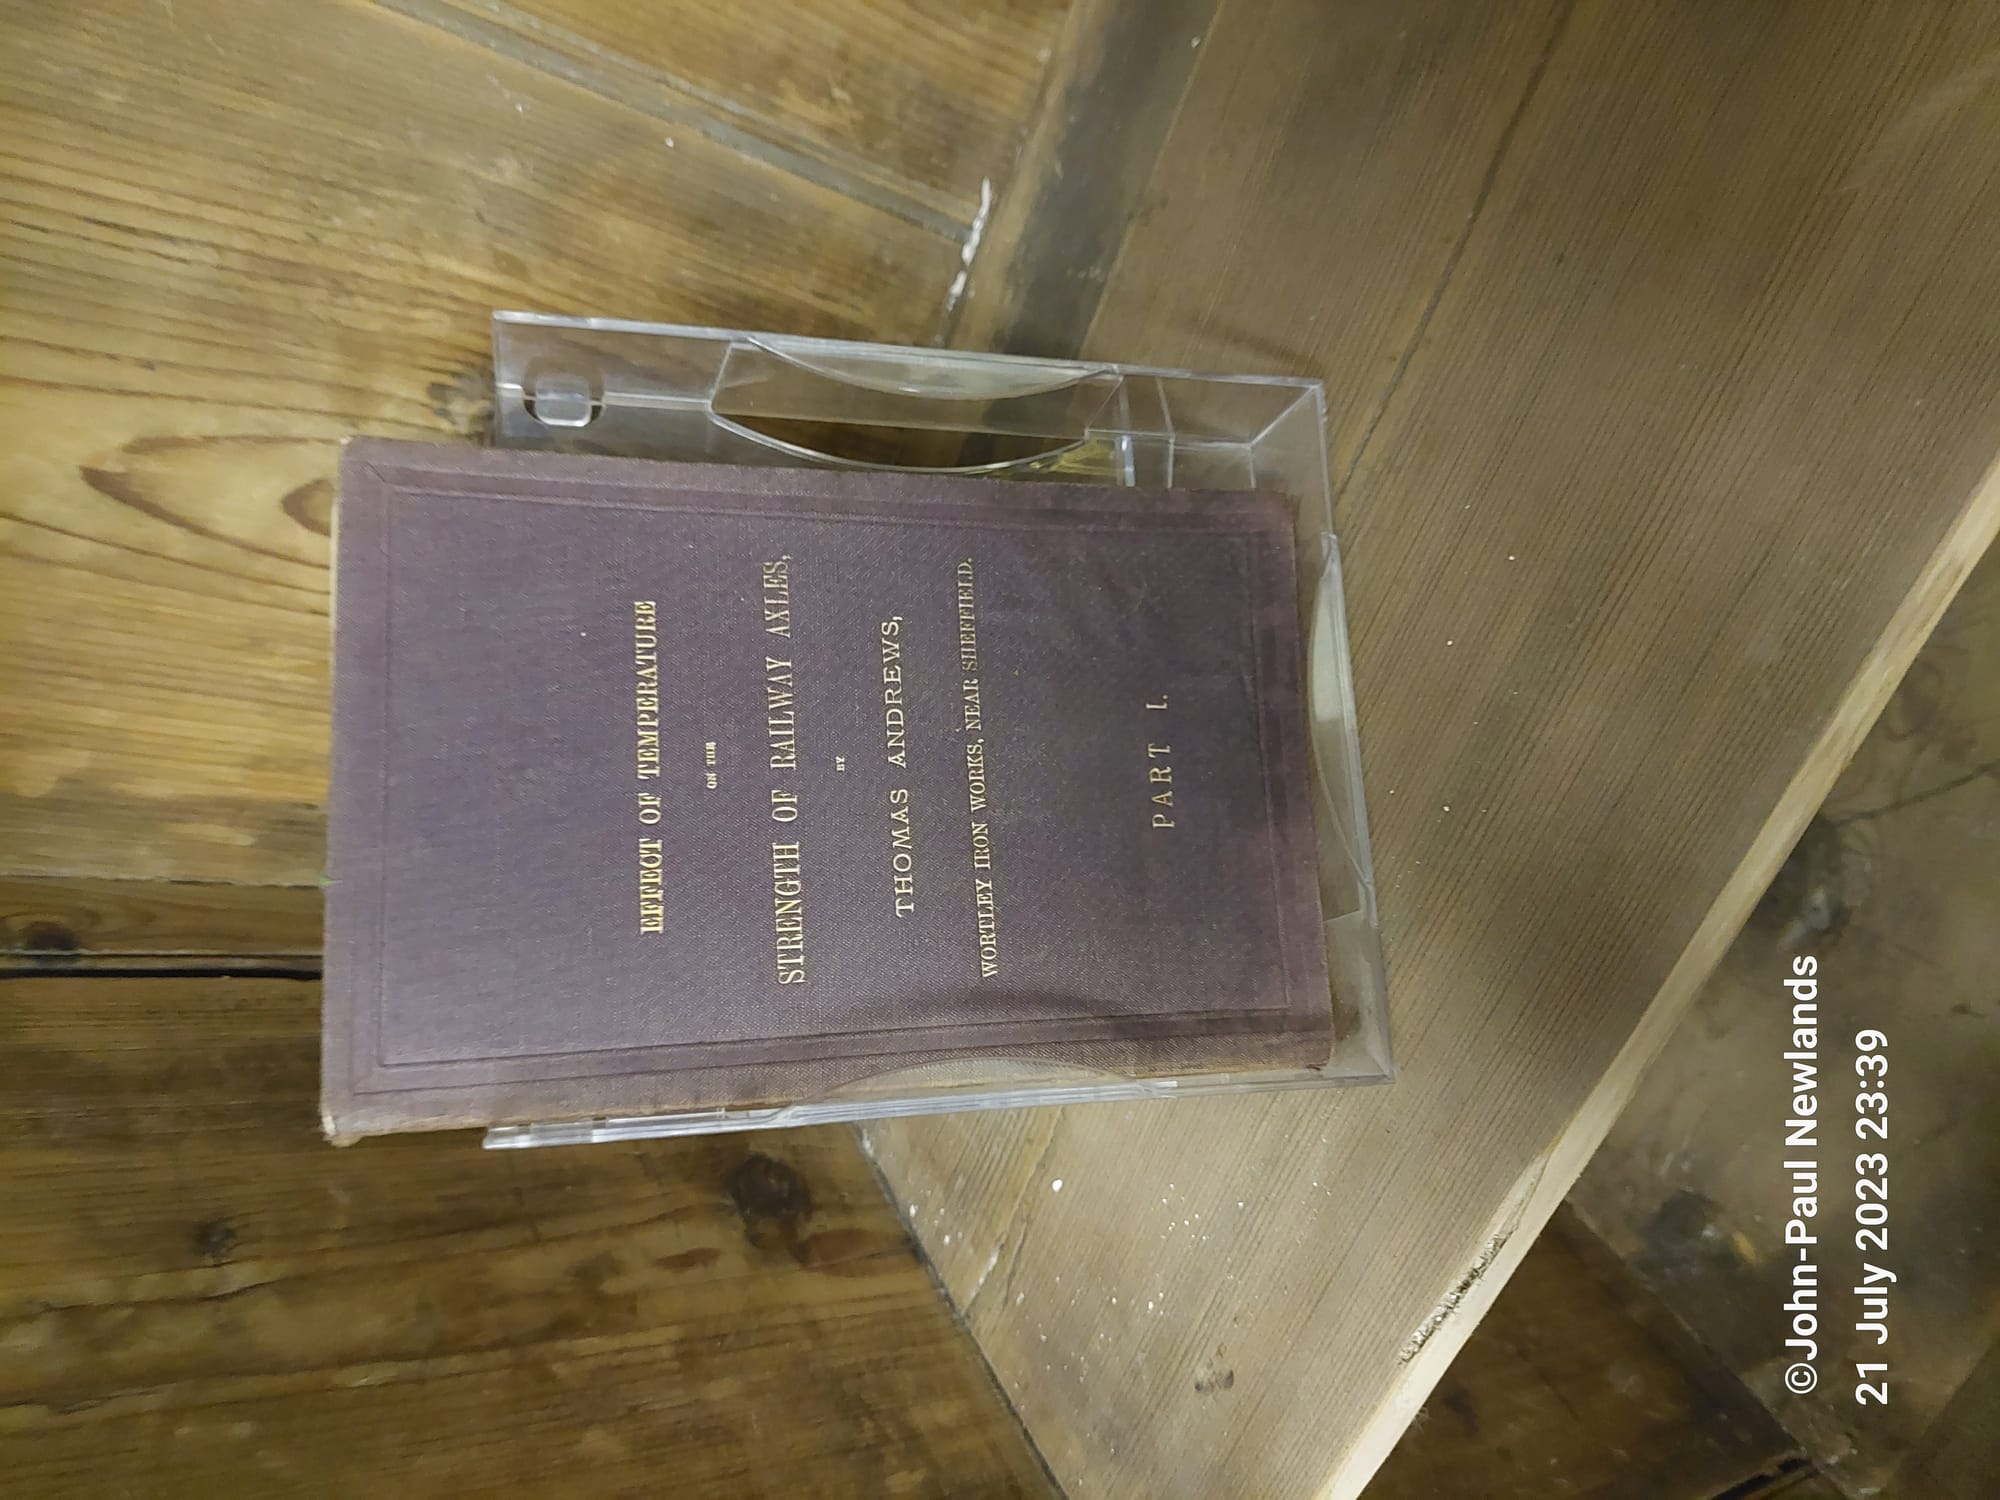 EFFECT OF TEMPERATURE
ON THE
STRENGTH OF RAILWAY AXLES,
BY
THOMAS ANDREWS,
WORTLEY IRON WORKS, NEAR SHEFFIELD.
PART I.
©John-Paul Newlands
21 July 2023 23:39